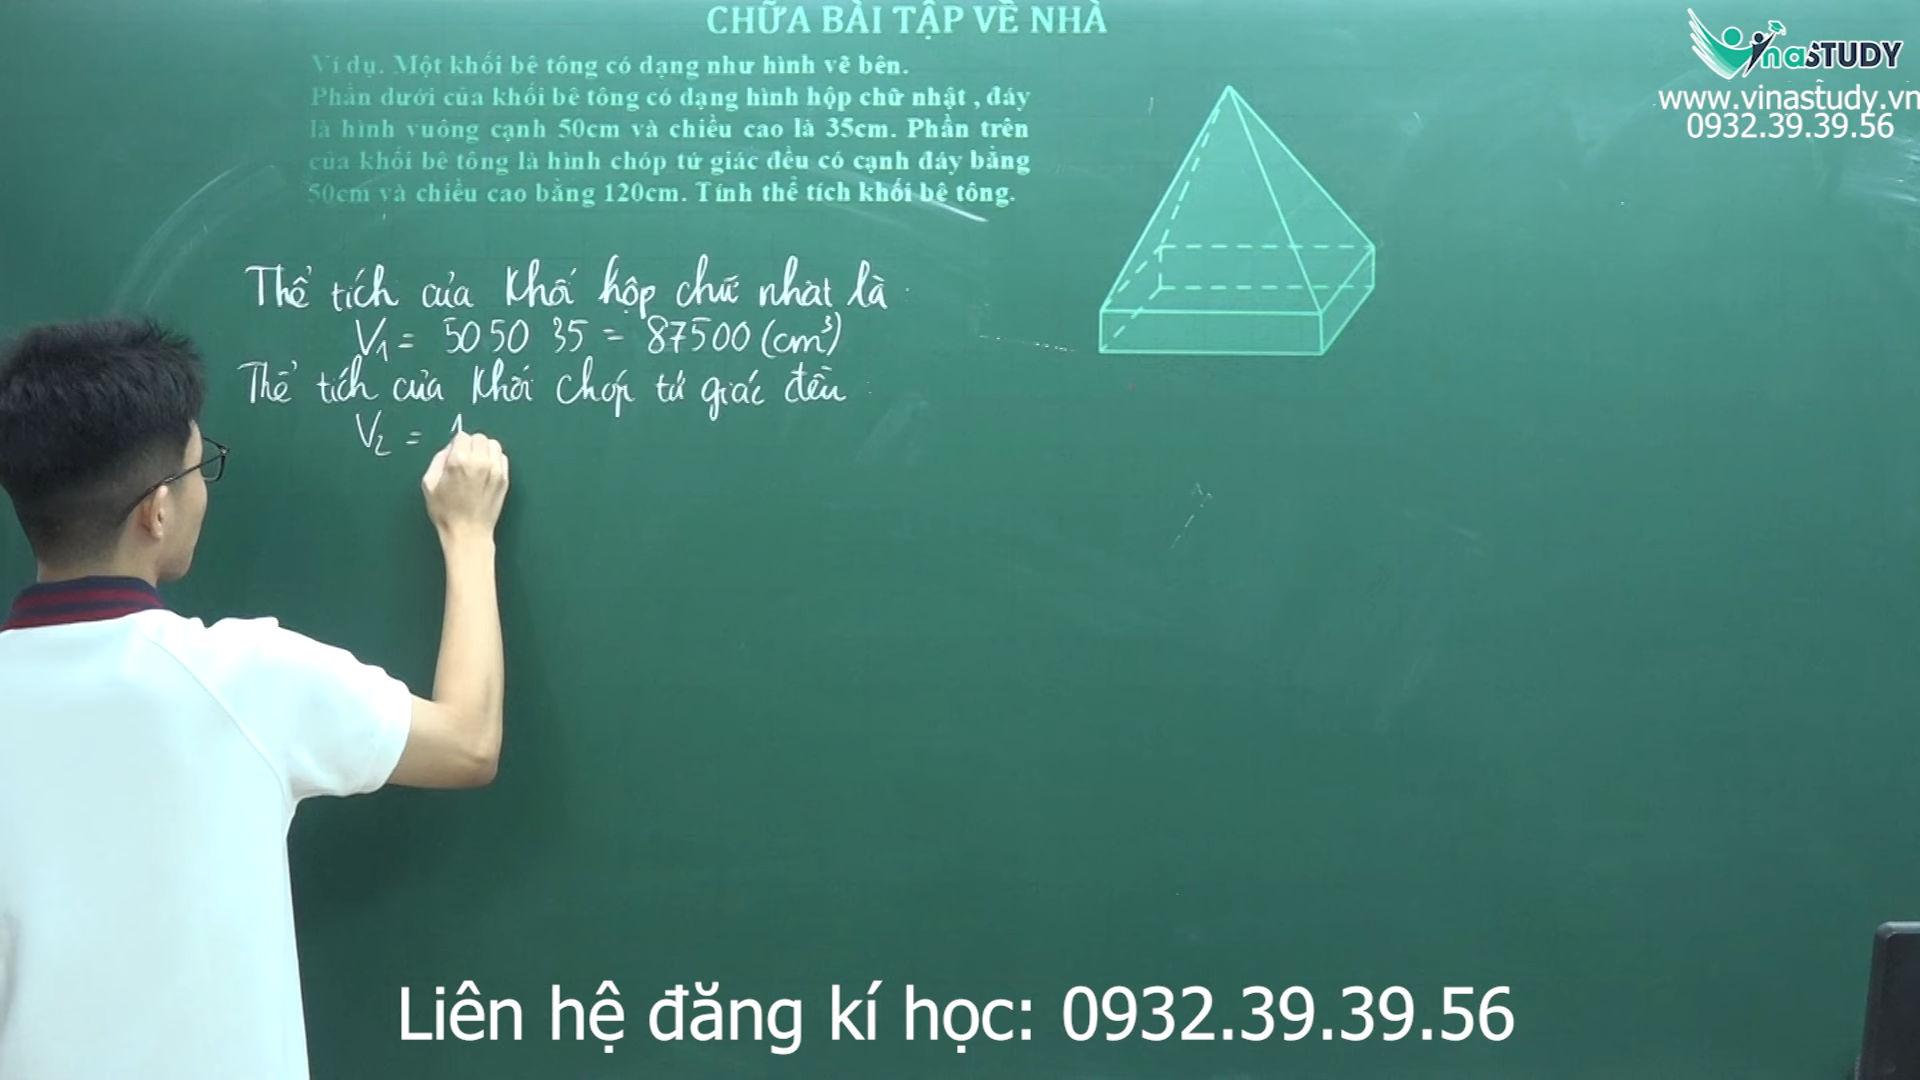 CHỮA BÀI TẬP VỀ NHÀ
Ví dụ. Một khối bê tông có dạng như hình vẽ bên.
Phần dưới của khối bê tông có dạng hình hộp chữ nhật , đáy
là hình vuông cạnh 50cm và chiều cao là 35cm. Phần trên
của khối bê tông là hình chóp tứ giác đều có cạnh đáy bằng
50cm và chiều cao bằng 120cm. Tính thể tích khối bê tông.
VinaSTUDY
www.vinastudy.vn
0932.39.39.56
Thể tích của khối hộp chữ nhật là
V₁ = 50 50 35 = 87500 (cm³)
Thể tích của khối chóp tứ giác đều
V₂ = 1
Liên hệ đăng kí học: 0932.39.39.56